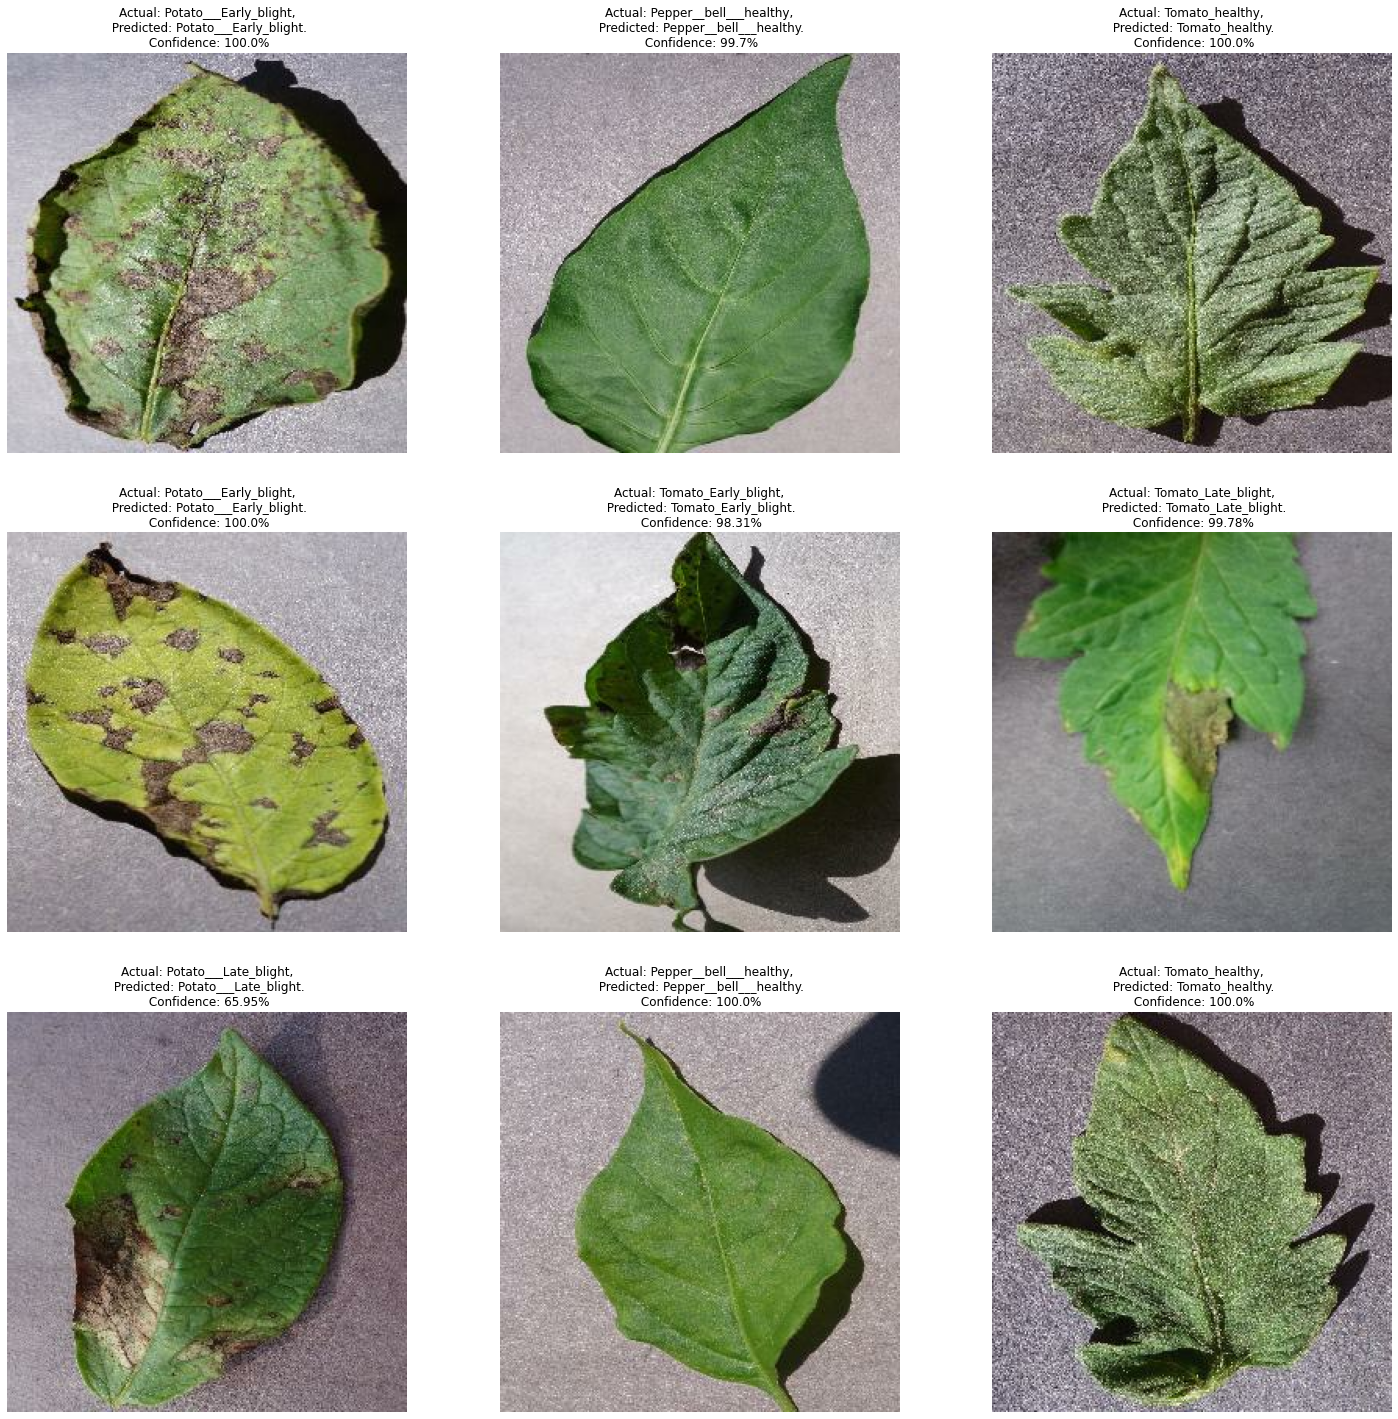 Actual: Potato___Early_blight,
Predicted: Potato___Early_blight.
Confidence: 100.0%
Actual: Pepper__bell___healthy,
Predicted: Pepper__bell___healthy.
Confidence: 99.7%
Actual: Tomato_healthy,
Predicted: Tomato_healthy.
Confidence: 100.0%
Actual: Potato___Early_blight,
Predicted: Potato___Early_blight.
Confidence: 100.0%
Actual: Tomato_Early_blight,
Predicted: Tomato_Early_blight.
Confidence: 98.31%
Actual: Tomato_Late_blight,
Predicted: Tomato_Late_blight.
Confidence: 99.78%
Actual: Potato___Late_blight,
Predicted: Potato___Late_blight.
Confidence: 65.95%
Actual: Pepper__bell___healthy,
Predicted: Pepper__bell___healthy.
Confidence: 100.0%
Actual: Tomato_healthy,
Predicted: Tomato_healthy.
Confidence: 100.0%